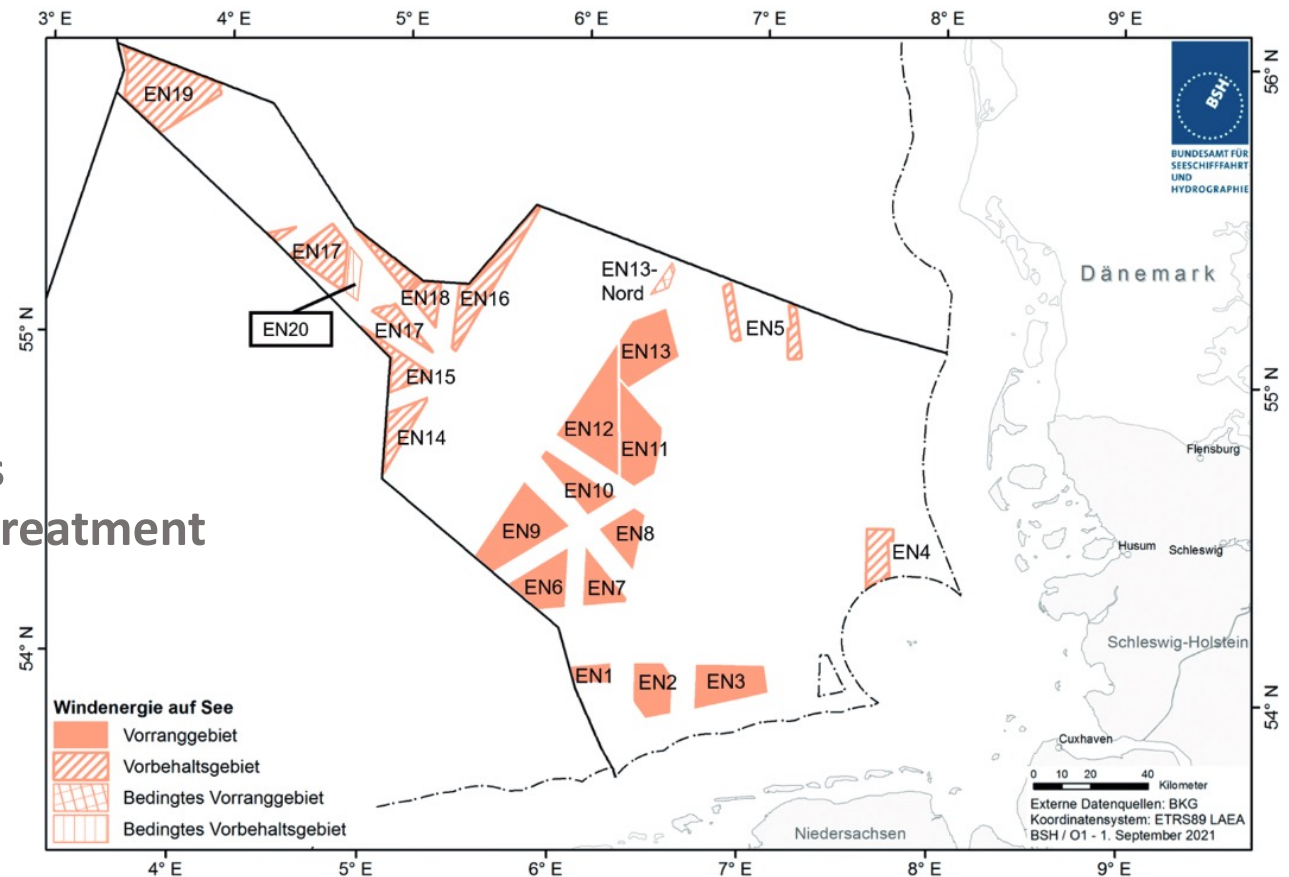 3° E 4° E 5° E 6° E 7° E 8° E 9° E
56° N
BSH
BUNDESAMT FÜR
SEESCHIFFFAHRT
UND
HYDROGRAPHIE
EN19
EN17
EN13-
Nord
Dänemark
EN18 EN16
EN20
EN17
EN5
55° N
EN13
EN15
55° N
EN12
EN14
EN11
Flensburg
s
EN10
reatment
EN9
EN8
EN4
Husum
Schleswig
EN6
EN7
54° N
Schleswig-Holstein
EN1
EN2
EN3
54° N
Windenergie auf See
Vorranggebiet
Vorbehaltsgebiet
Bedingtes Vorranggebiet
Bedingtes Vorbehaltsgebiet
Cuxhaven
0 10 20 40
Kilometer
Externe Datenquellen: BKG
Koordinatensystem: ETRS89 LAEA
BSH / O1 - 1. September 2021
Niedersachsen
4° E 5° E 6° E 7° E 8° E 9° E